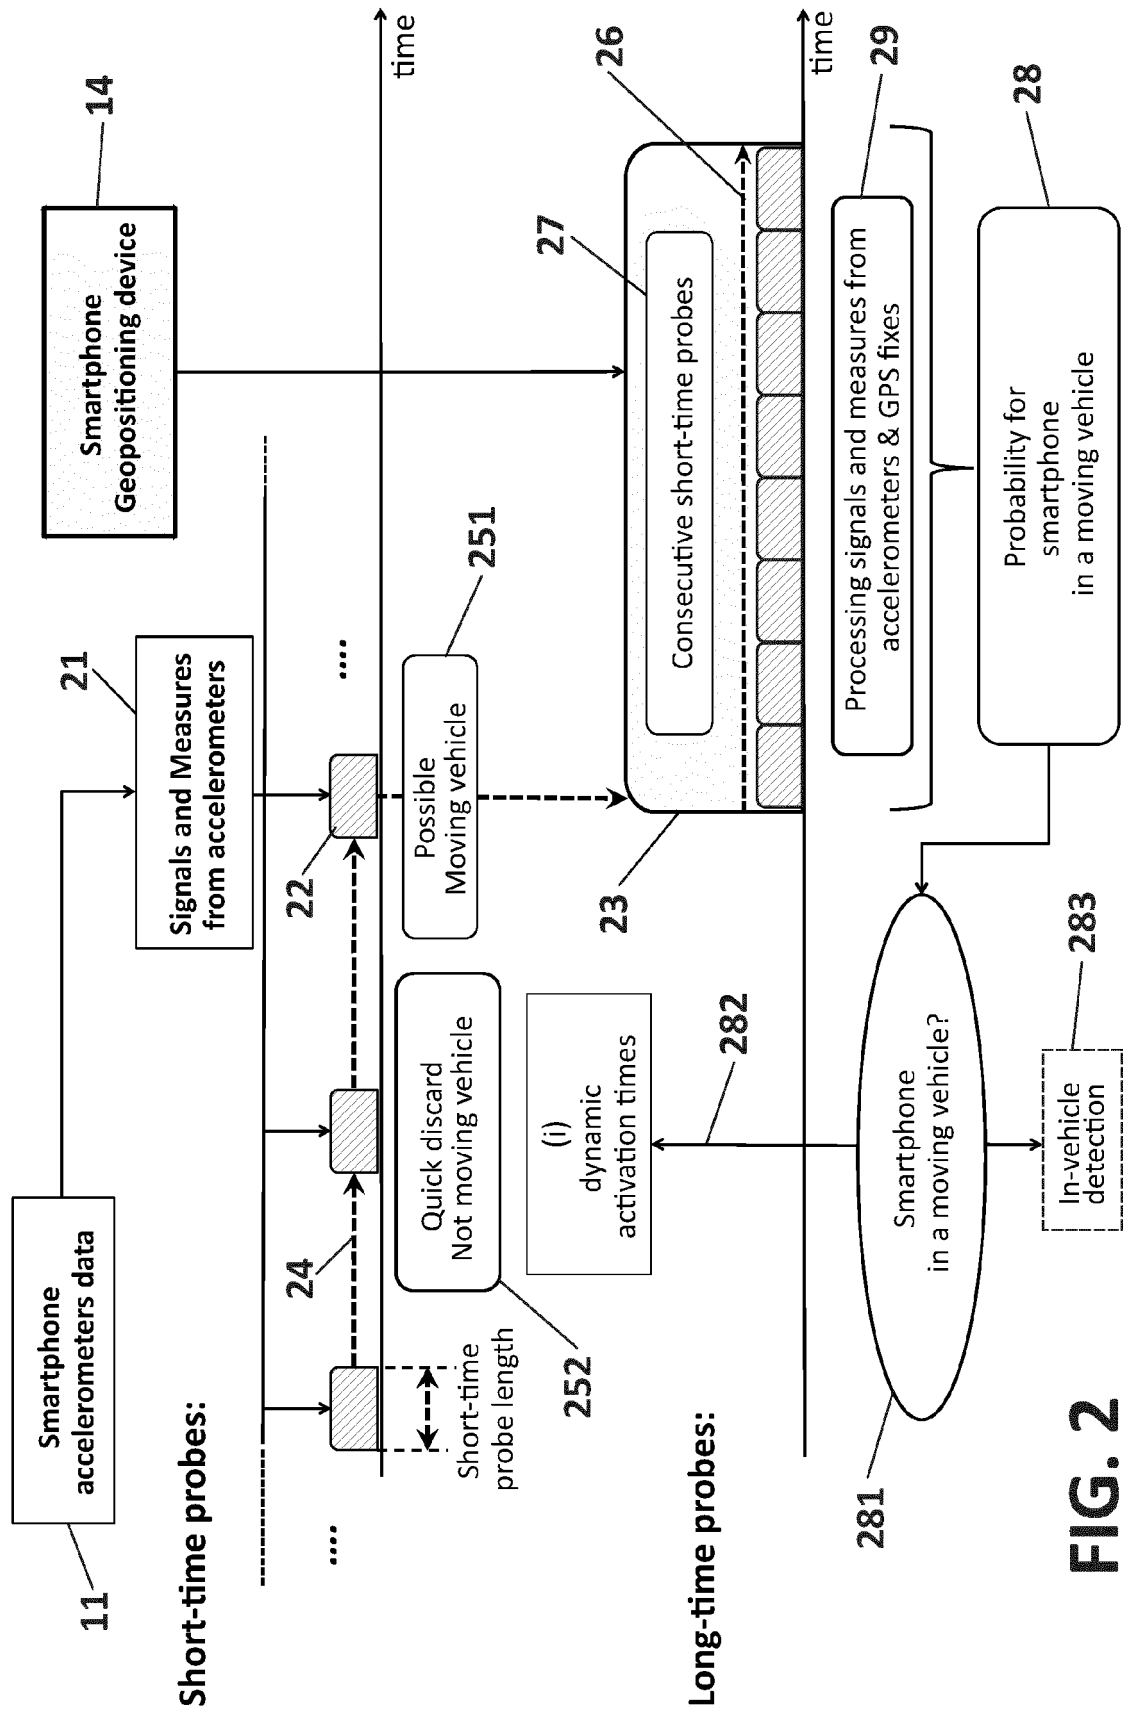 11
Smartphone
accelerometers data
14
Smartphone
Geopositioning device
21
Signals and Measures
from accelerometers
Short-time probes:
....
22
....
24
time
Short-time
probe length
Quick discard
Not moving vehicle
252
Possible
Moving vehicle
251
(i)
dynamic
activation times
282
Long-time probes:
23
27
Consecutive short-time probes
26
time
Processing signals and measures from
accelerometers & GPS fixes
29
Smartphone
in a moving vehicle?
281
Probability for
smartphone
in a moving vehicle
28
In-vehicle
detection
283
FIG. 2